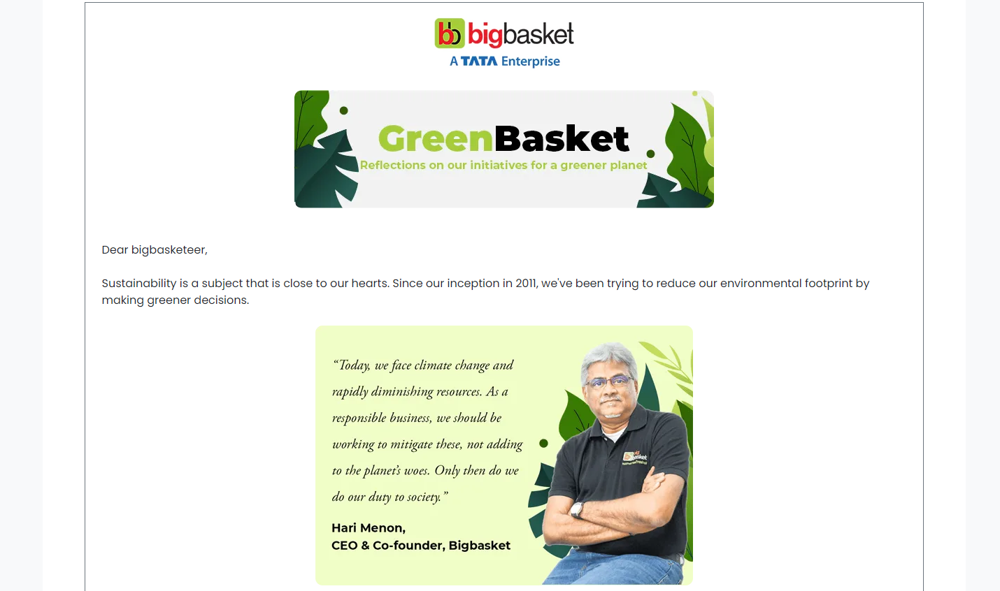 bigbasket
A TATA Enterprise
GreenBasket
Reflections on our initiatives for a greener planet
Dear bigbasketeer,
Sustainability is a subject that is close to our hearts. Since our inception in 2011, we've been trying to reduce our environmental footprint by
making greener decisions.
“Today, we face climate change and
rapidly diminishing resources. As a
responsible business, we should be
working to mitigate these, not adding
to the planet’s woes. Only then do we
do our duty to society.”
Hari Menon,
CEO & Co-founder, Bigbasket